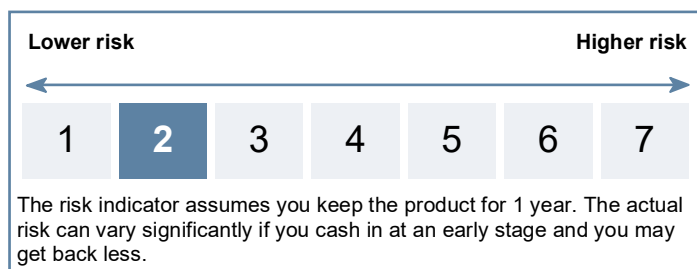 Lower risk Higher risk
1 2 3 4 5 6 7
The risk indicator assumes you keep the product for 1 year. The actual
risk can vary significantly if you cash in at an early stage and you may
get back less.